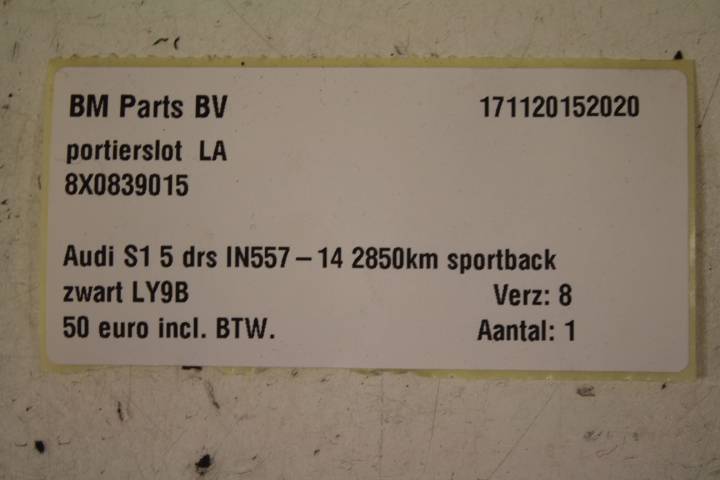 BM Parts BV 171120152020
portierslot LA
8X0839015
Audi S1 5 drs IN557 – 14 2850km sportback
zwart LY9B Verz: 8
50 euro incl. BTW. Aantal: 1